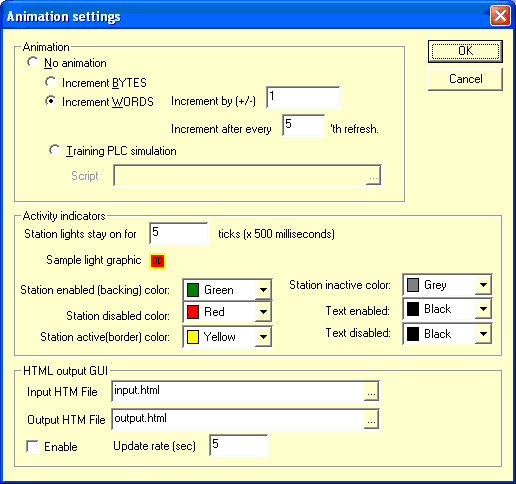 Animation settings
Animation
No animation
Increment BYTES
Increment WORDS Increment by (+/-) 1
Increment after every 5 'th refresh.
Training PLC simulation
Script ...
OK
Cancel
Activity indicators
Station lights stay on for 5 ticks (x 500 milliseconds)
Sample light graphic 00
Station enabled (backing) color: Green
Station disabled color: Red
Station active(border) color: Yellow
Station inactive color: Grey
Text enabled: Black
Text disabled: Black
HTML output GUI
Input HTM File input.html ...
Output HTM File output.html ...
Enable Update rate (sec) 5